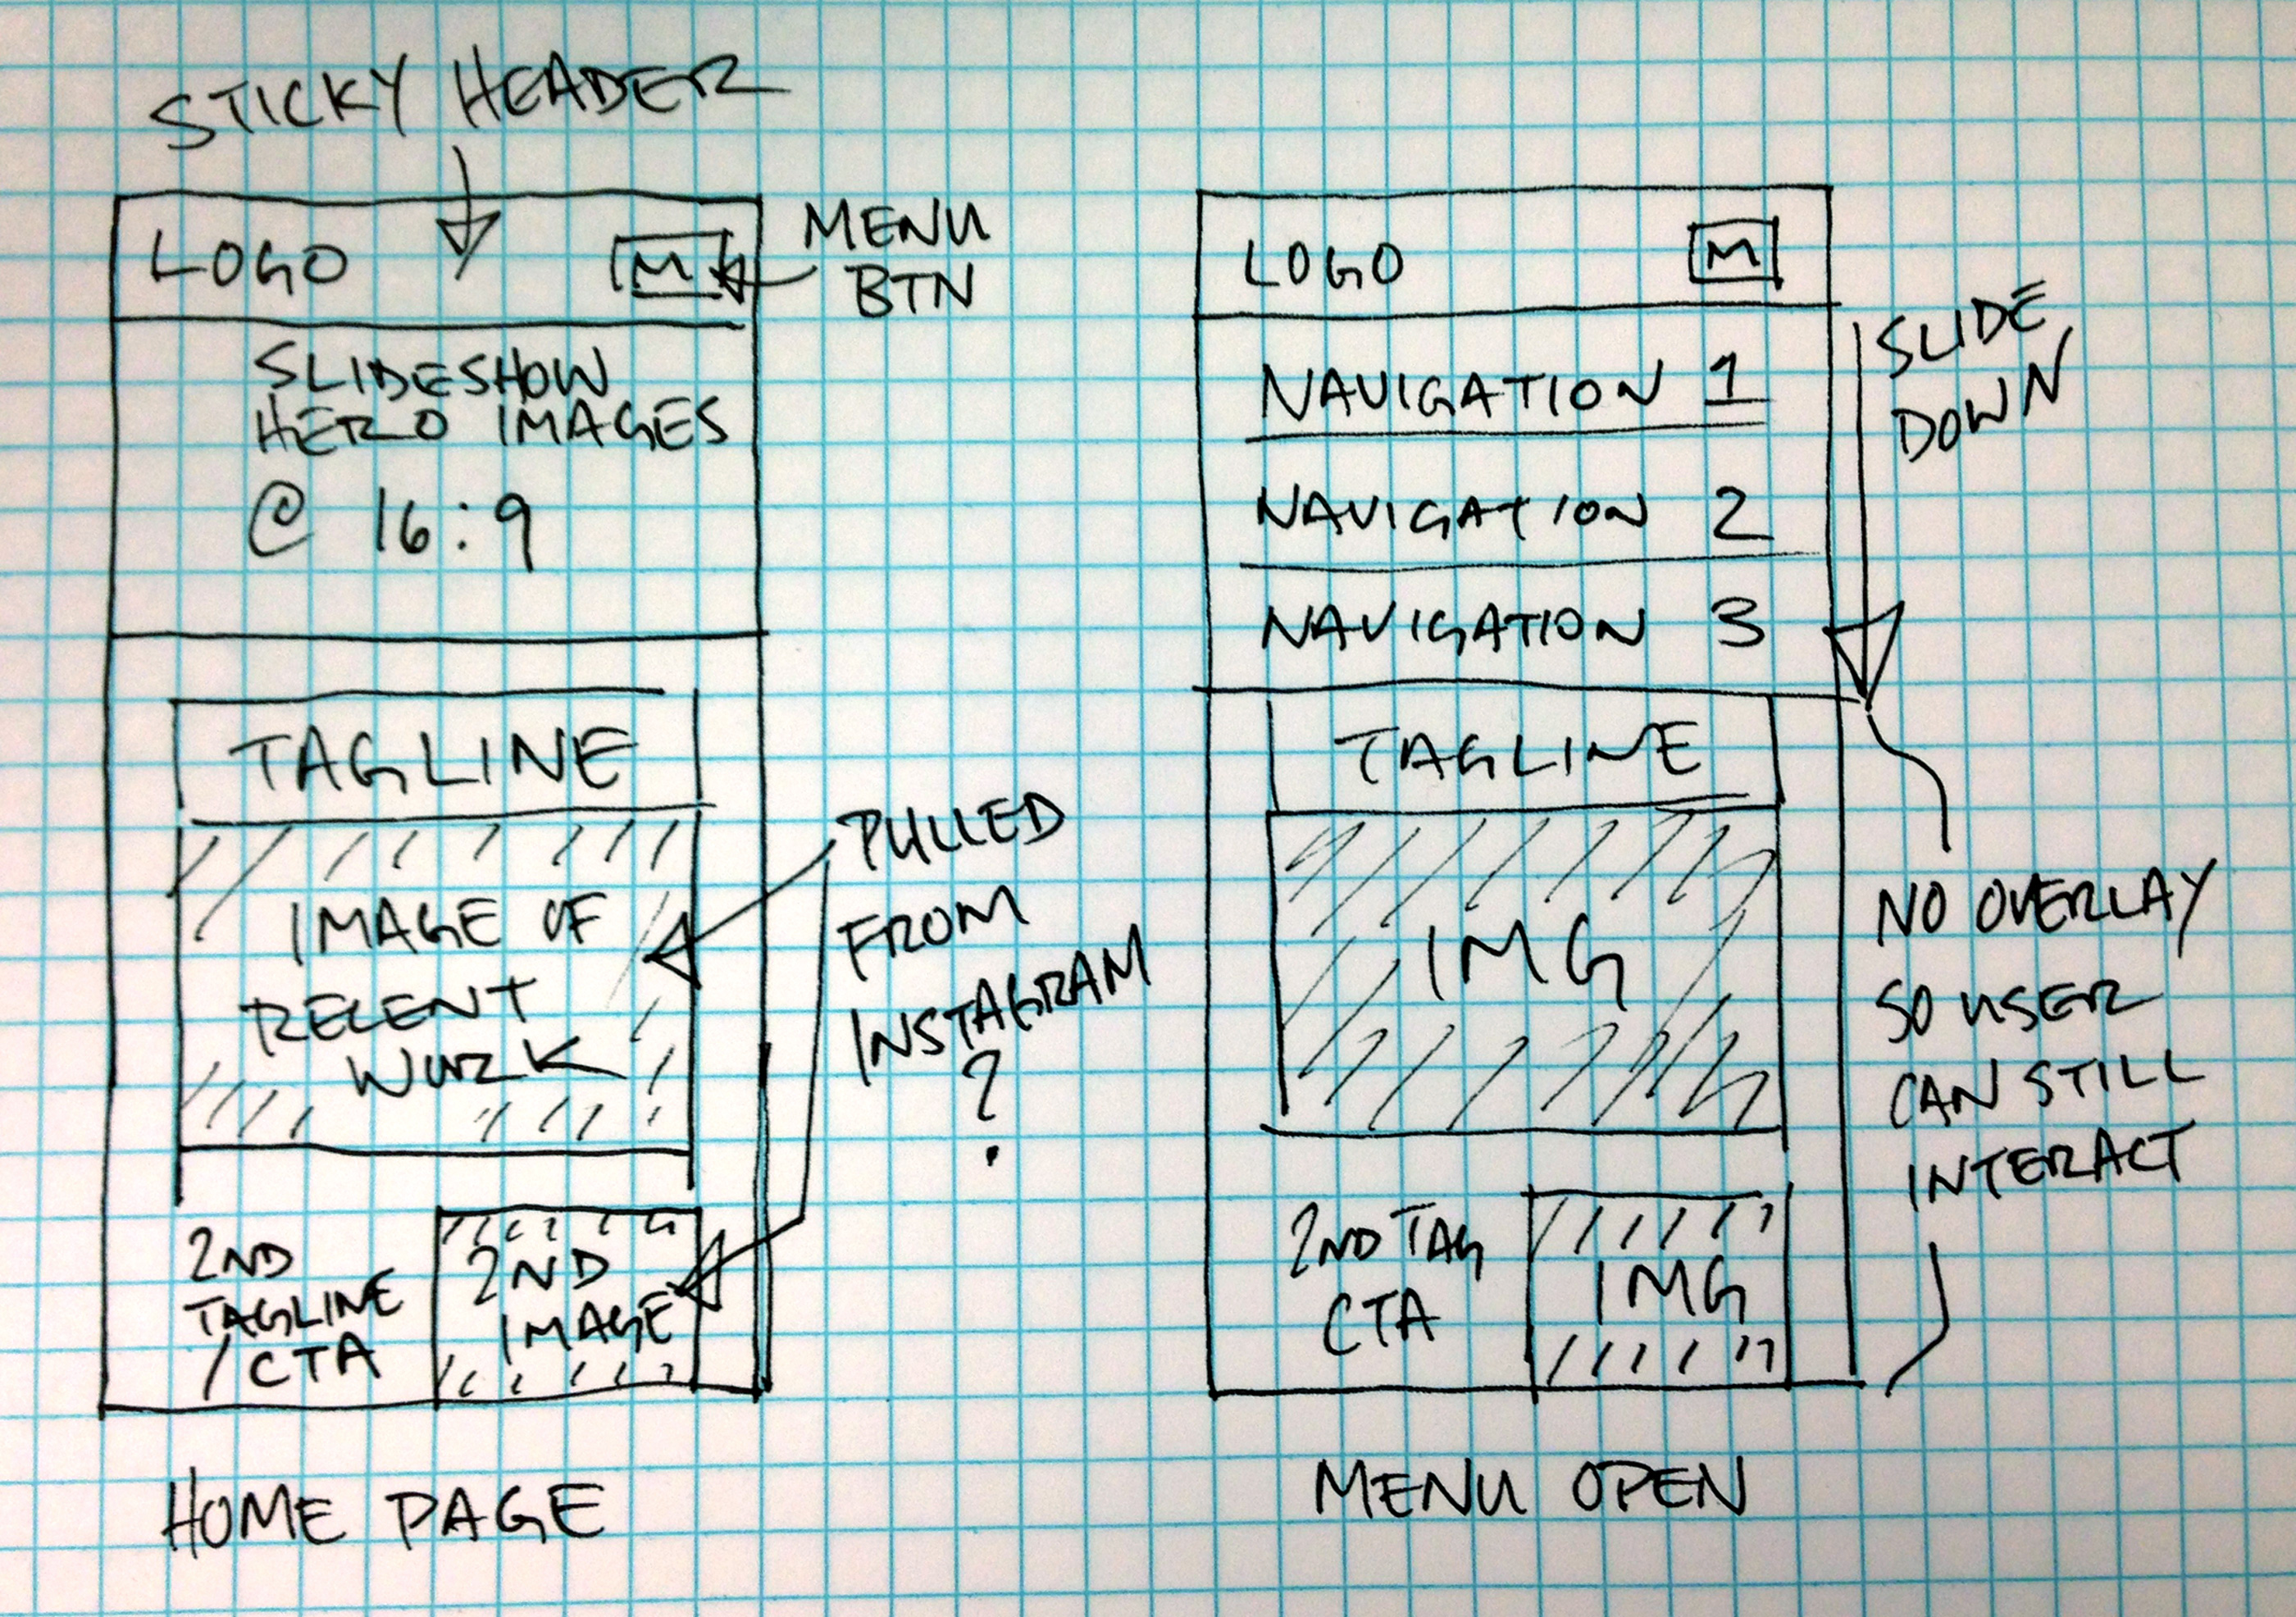 STICKY HEADER
LOGO
M
MENU
BTN
SLIDESHOW
HERO IMAGES
@ 16:9
TAGLINE
IMAGE OF
RECENT
WORK
PULLED
FROM
INSTAGRAM
?
2ND
TAGLINE
/CTA
2ND
IMAGE
HOME PAGE
LOGO
M
NAVIGATION 1
NAVIGATION 2
NAVIGATION 3
SLIDE
DOWN
TAGLINE
IMG
NO OVERLAY
SO USER
CAN STILL
INTERACT
2ND TAG
CTA
IMG
MENU OPEN